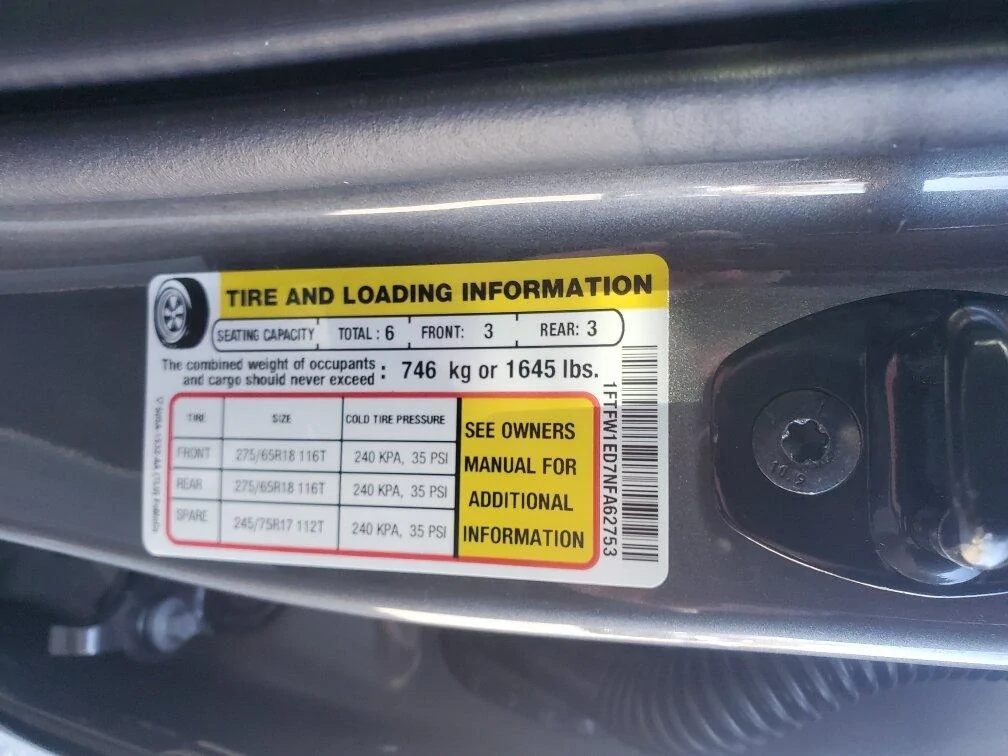 TIRE AND LOADING INFORMATION
SEATING CAPACITY TOTAL : 6 FRONT: 3 REAR: 3
The combined weight of occupants
and cargo should never exceed : 746 kg or 1645 lbs.
TIRE SIZE COLD TIRE PRESSURE
FRONT 275/65R18 116T 240 KPA, 35 PSI
REAR 275/65R18 116T 240 KPA, 35 PSI
SPARE 245/75R17 112T 240 KPA, 35 PSI
SEE OWNERS
MANUAL FOR
ADDITIONAL
INFORMATION
1FTFW1ED7NFA62753
10.9